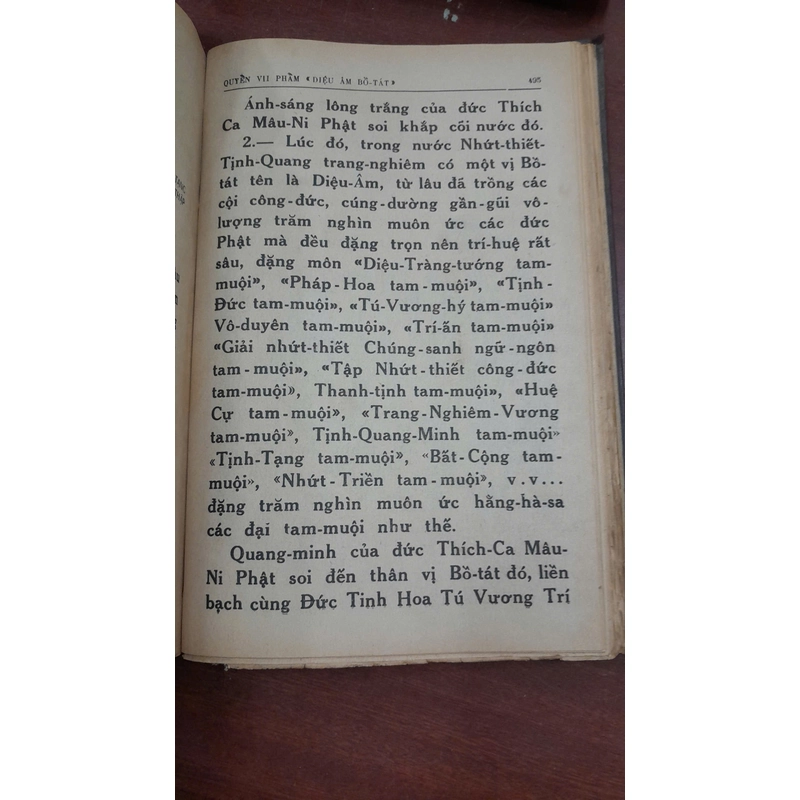 QUYỂN VII PHẨM «DIỆU ÂM BỒ-TÁT» 495
Ánh-sáng lông trắng của đức Thích
Ca Mâu-Ni Phật soi khắp cõi nước đó.
2.— Lúc đó, trong nước Nhứt-thiết-
Tịnh-Quang trang-nghiêm có một vị Bồ-
tát tên là Diệu-Âm, từ lâu đã trồng các
cội công-đức, cúng-dường gần-gũi vô-
lượng trăm nghìn muôn ức các đức
Phật mà đều đặng trọn nên trí-huệ rất
sâu, đặng môn «Diệu-Tràng-tướng tam-
muội», «Pháp-Hoa tam-muội», «Tịnh-
Đức tam-muội», «Tú-Vương-hý tam-muội»
Vô-duyên tam-muội», «Trí-ấn tam-muội»
«Giải nhứt-thiết Chúng-sanh ngữ-ngôn
tam-muội», «Tập Nhứt-thiết công-đức
tam-muội», Thanh-tịnh tam-muội», «Huệ
Cự tam-muội», «Trang-Nghiêm-Vương
tam-muội», Tịnh-Quang-Minh tam-muội»
«Tịnh-Tạng tam-muội», «Bất-Cộng tam-
muội», «Nhứt-Triền tam-muội», v.v...
đặng trăm nghìn muôn ức hằng-hà-sa
các đại tam-muội như thế.
Quang-minh của đức Thích-Ca Mâu-
Ni Phật soi đến thân vị Bồ-tát đó, liền
bạch cùng Đức Tinh Hoa Tú Vương Trí